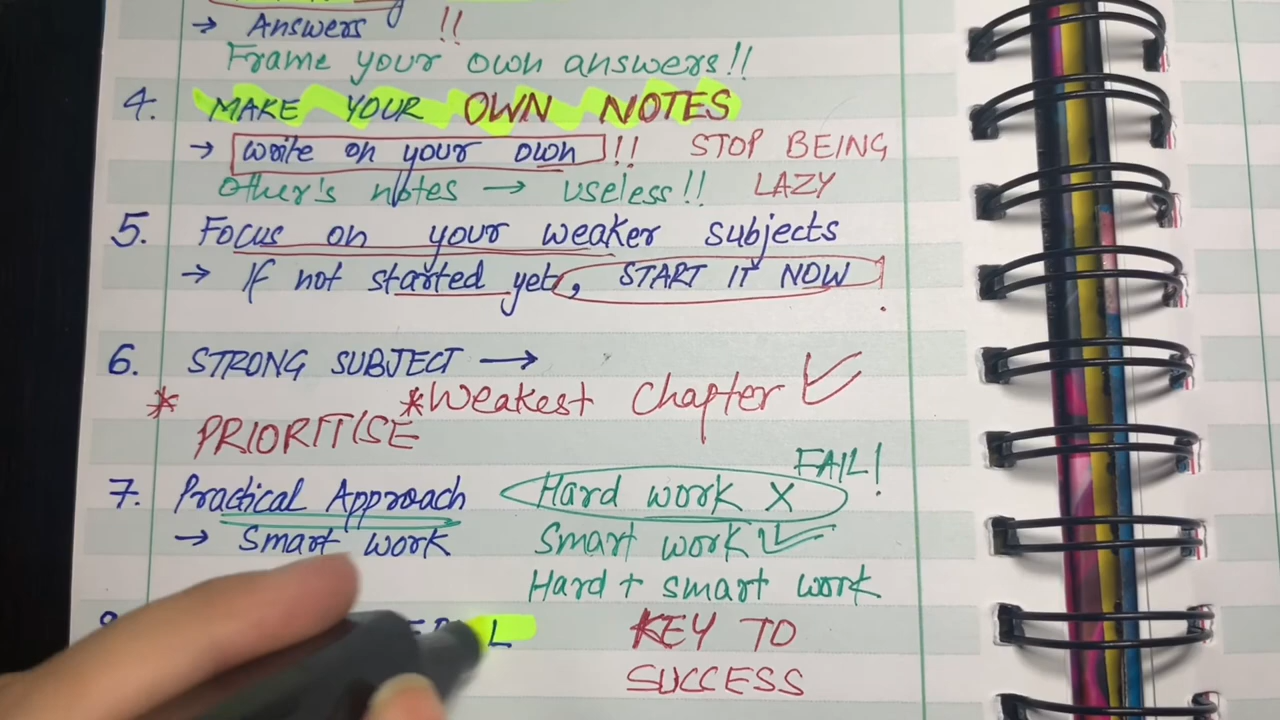 → Answers !!
Frame your own answers!!
4. MAKE YOUR OWN NOTES
→ Write on your own !! STOP BEING
Other's notes → useless!! LAZY
5. Focus on your weaker subjects
→ If not started yet, START IT NOW!
6. STRONG SUBJECT →
* *Weakest Chapter ✓
PRIORITISE
FAIL!
7. Practical Approach Hard work X
→ Smart work Smart work ✓
Hard + smart work
KEY TO
SUCCESS